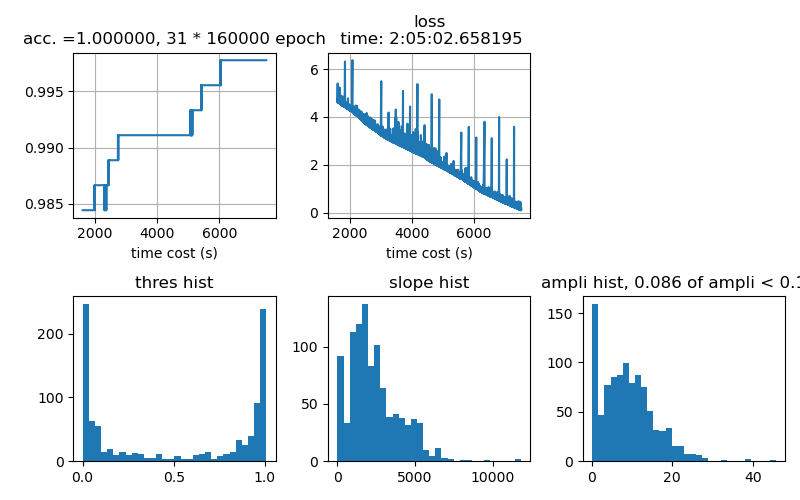 loss
acc. =1.000000, 31 * 160000 epoch
time: 2:05:02.658195
0.995
0.990
0.985
2000 4000 6000
time cost (s)
6
4
2
0
2000 4000 6000
time cost (s)
thres hist
200
100
0
0.0 0.5 1.0
slope hist
100
50
0
0 5000 10000
ampli hist, 0.086 of ampli < 0.1
150
100
50
0
0 20 40